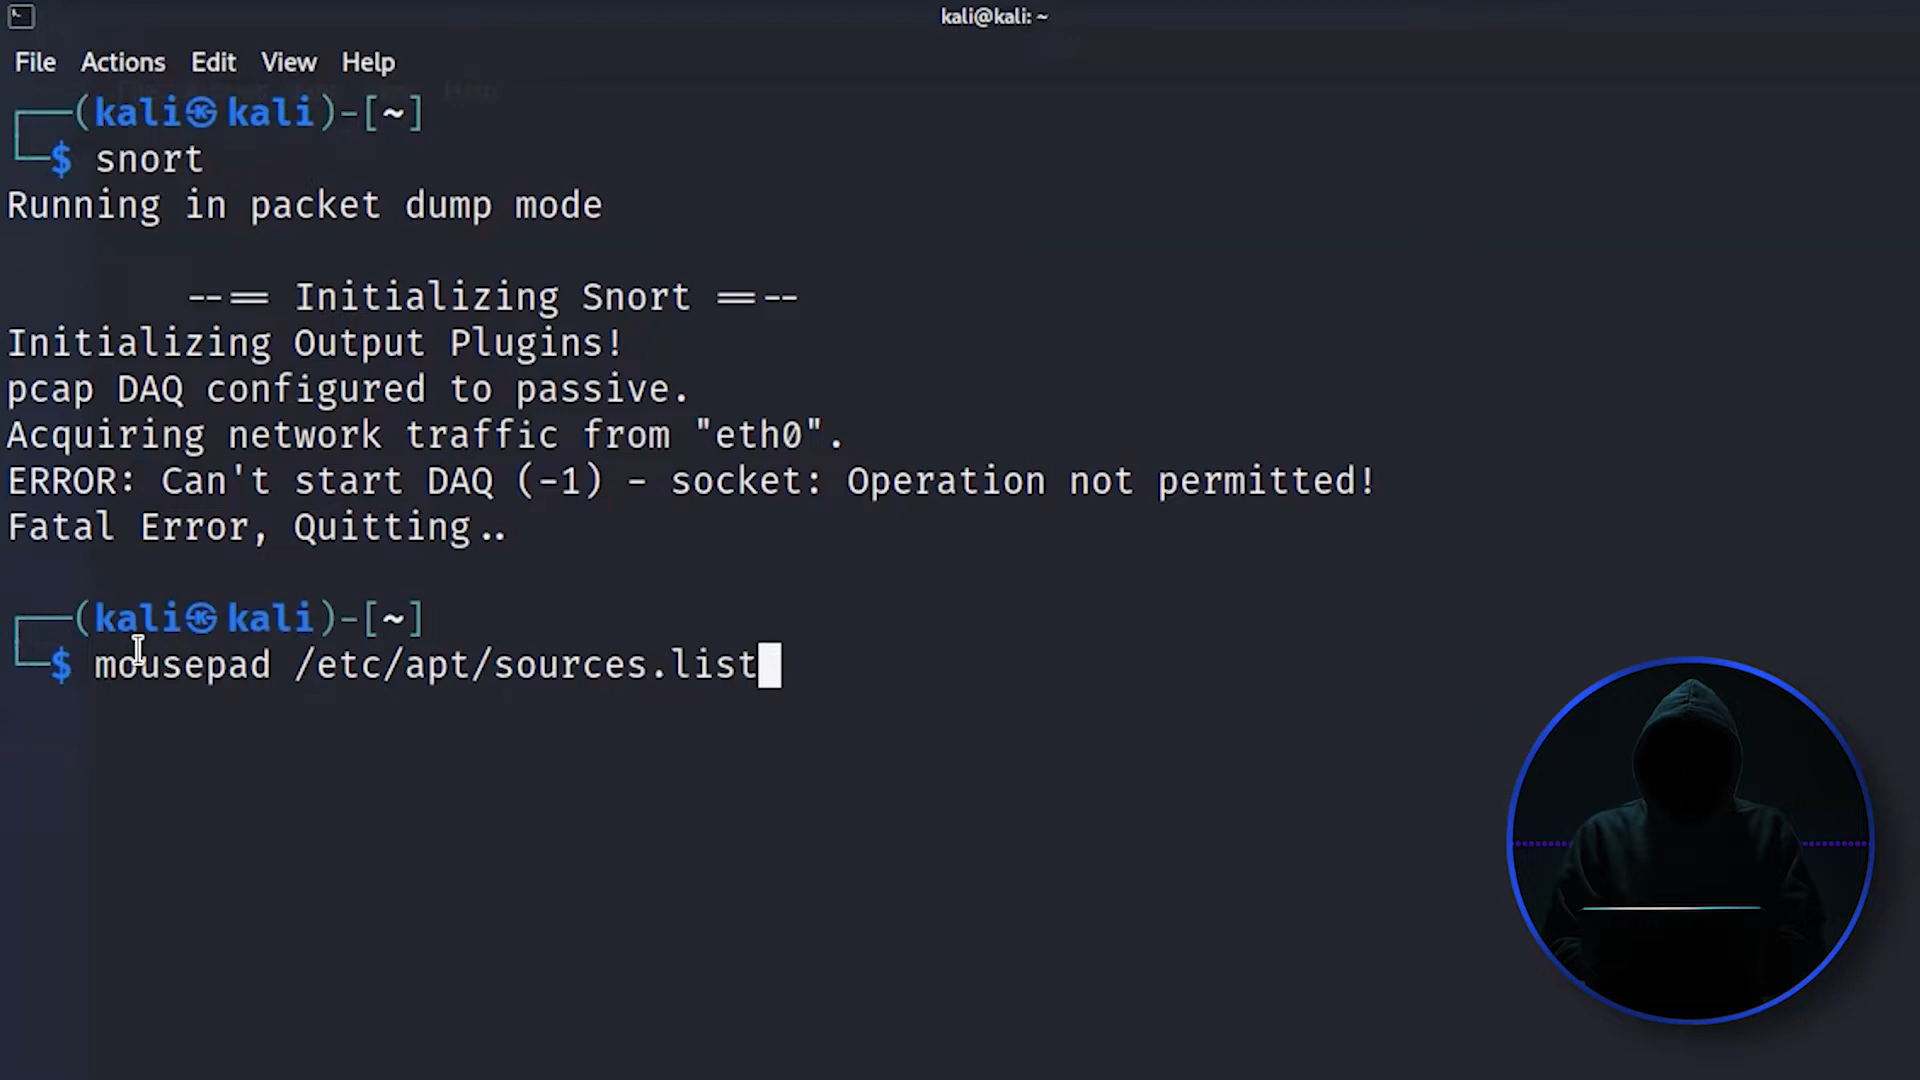 kali@kali: ~
File Actions Edit View Help
(kali㉿kali)-[~]
$ snort
Running in packet dump mode
--== Initializing Snort ==--
Initializing Output Plugins!
pcap DAQ configured to passive.
Acquiring network traffic from "eth0".
ERROR: Can't start DAQ (-1) - socket: Operation not permitted!
Fatal Error, Quitting..
(kali㉿kali)-[~]
$ mousepad /etc/apt/sources.list